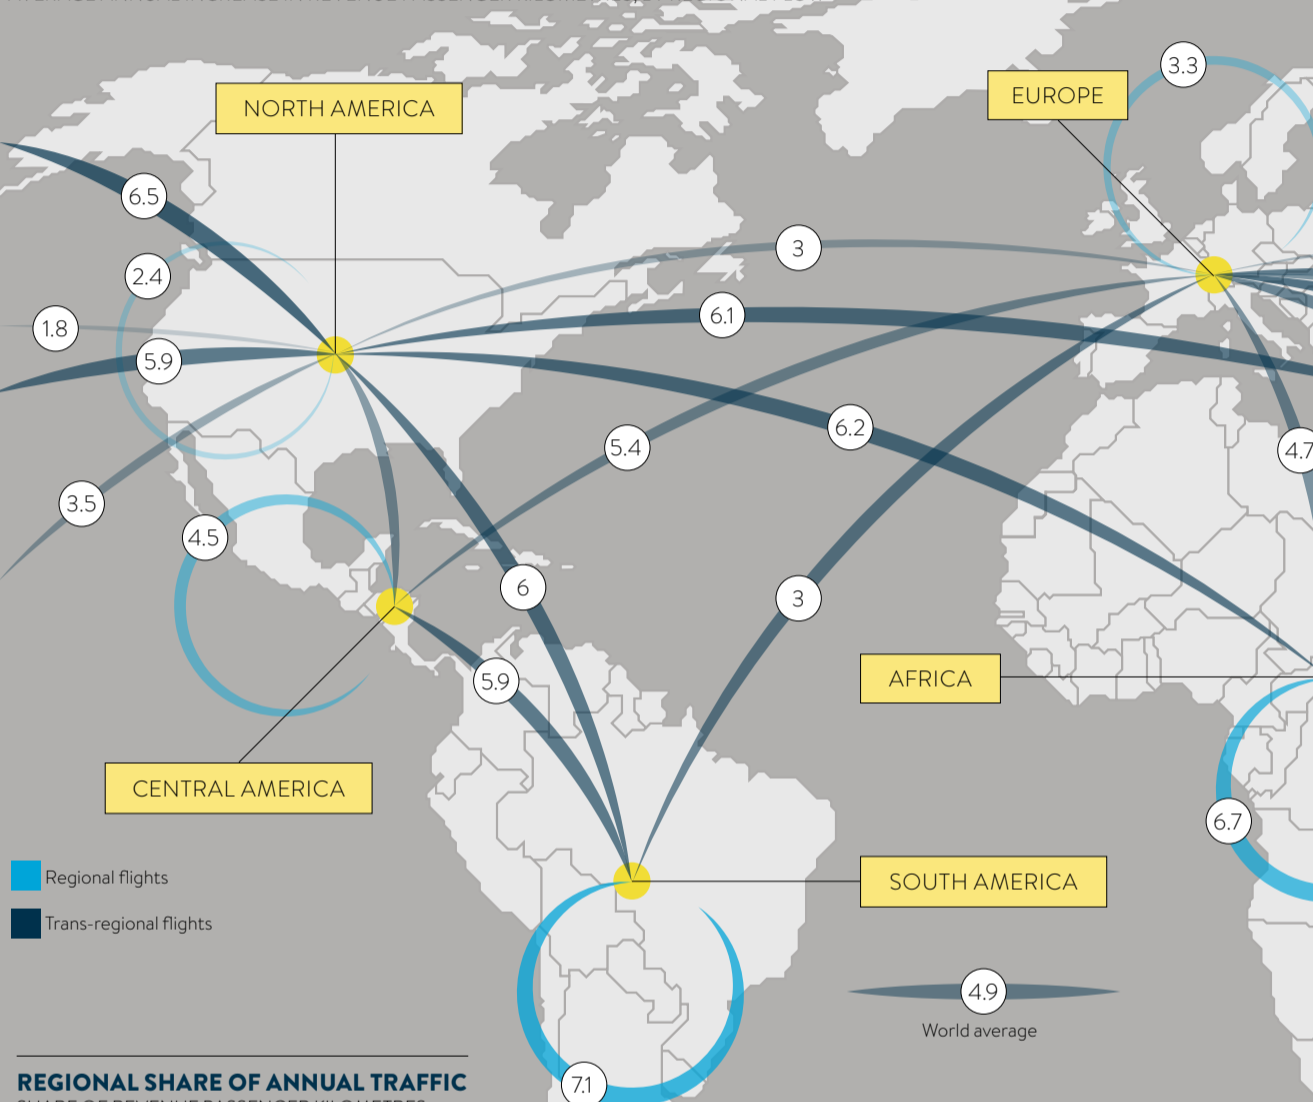 NORTH AMERICA
EUROPE
3.3
6.5
2.4
3
1.8
6.1
5.9
6.2
5.4
4.7
3.5
4.5
6
3
5.9
AFRICA
CENTRAL AMERICA
6.7
Regional flights
SOUTH AMERICA
Trans-regional flights
4.9
World average
7.1
REGIONAL SHARE OF ANNUAL TRAFFIC